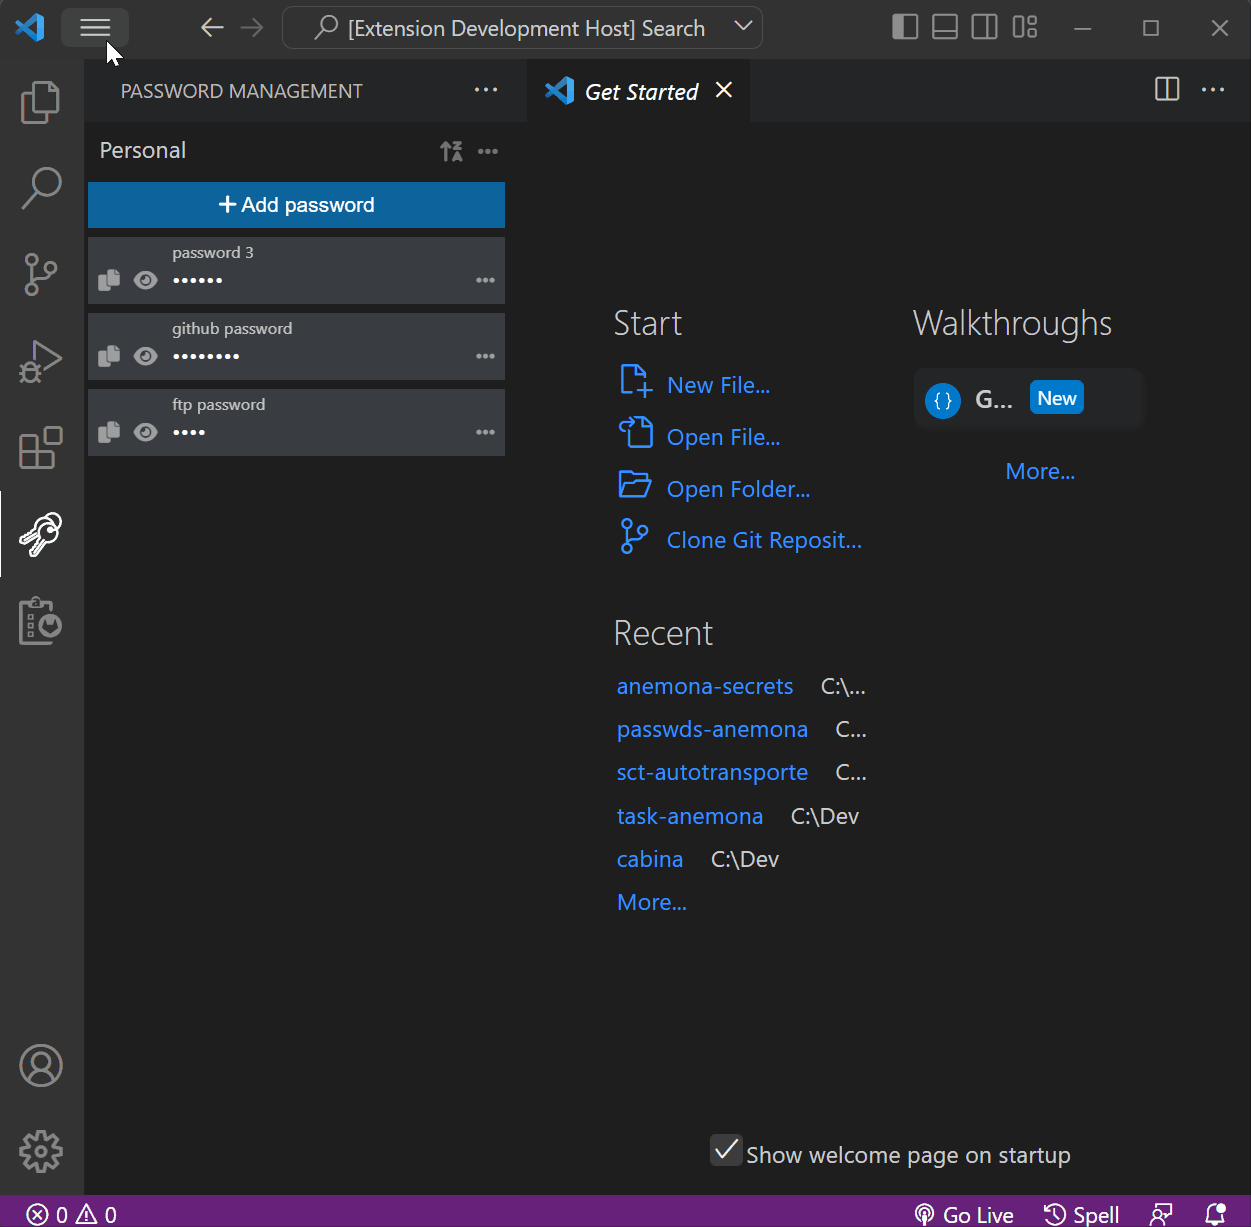 [Extension Development Host] Search
PASSWORD MANAGEMENT
Get Started
Personal
Add password
password 3
••••••
github password
••••••••
ftp password
••••
Start
New File...
Open File...
Open Folder...
Clone Git Reposit...
Walkthroughs
G... New
More...
Recent
anemona-secrets C:\...
passwds-anemona C...
sct-autotransporte C...
task-anemona C:\Dev
cabina C:\Dev
More...
Show welcome page on startup
0 0 Go Live Spell